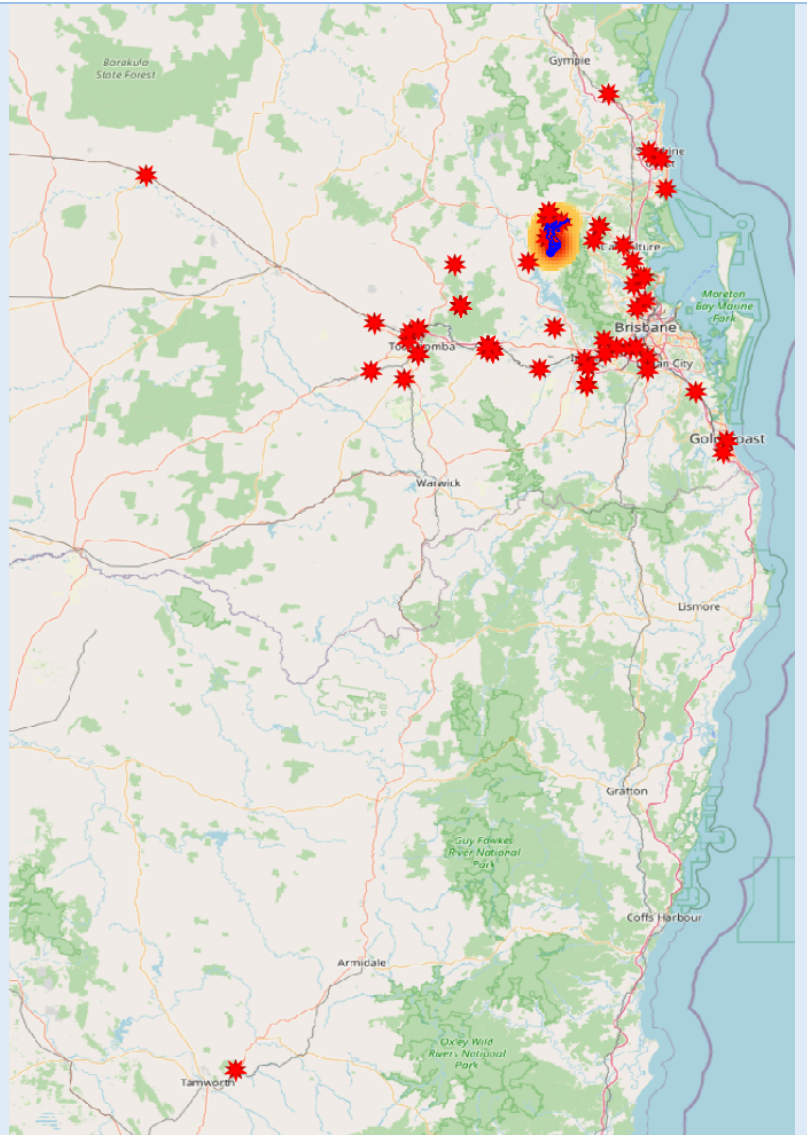 Barakula
State Forest
Gympie
Moreton
Bay Marine
Park
Brisbane
Warwick
Lismore
Grafton
Guy Fawkes
River National
Park
Coffs Harbour
Armidale
Oxley Wild
Rivers National
Park
Tamworth